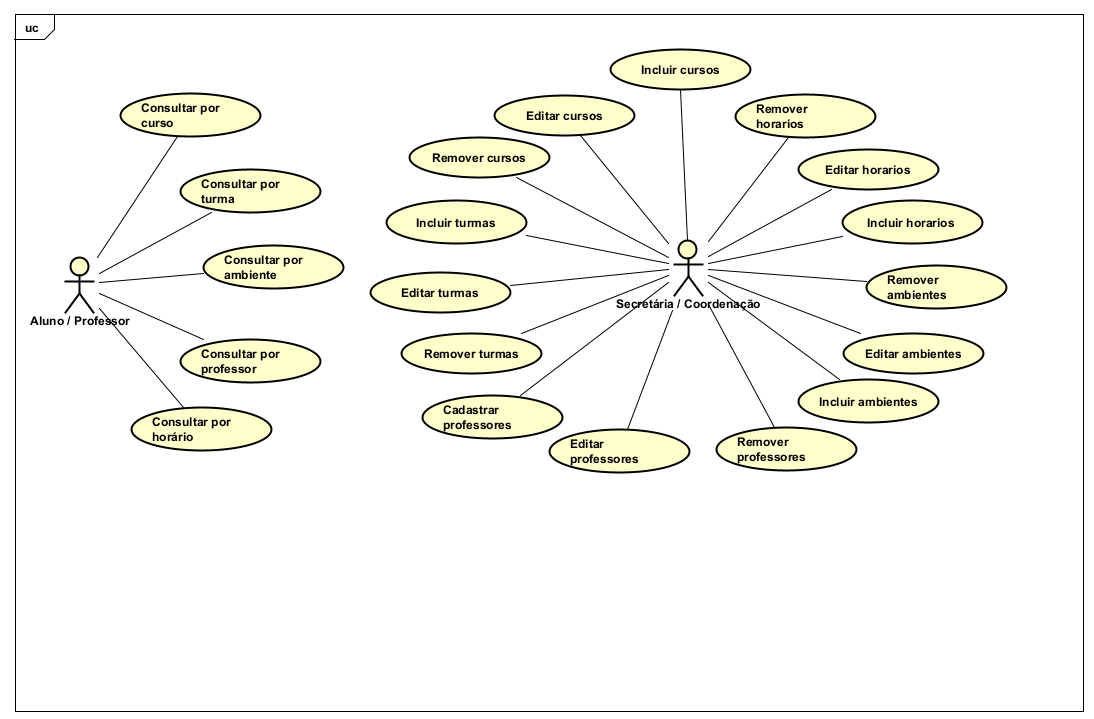 uc
Consultar por
curso
Consultar por
turma
Consultar por
ambiente
Aluno / Professor
Consultar por
professor
Consultar por
horário
Incluir cursos
Editar cursos
Remover
horarios
Remover cursos
Editar horarios
Incluir turmas
Incluir horarios
Editar turmas
Remover
ambientes
Secretária / Coordenação
Remover turmas
Editar ambientes
Cadastrar
professores
Incluir ambientes
Editar
professores
Remover
professores